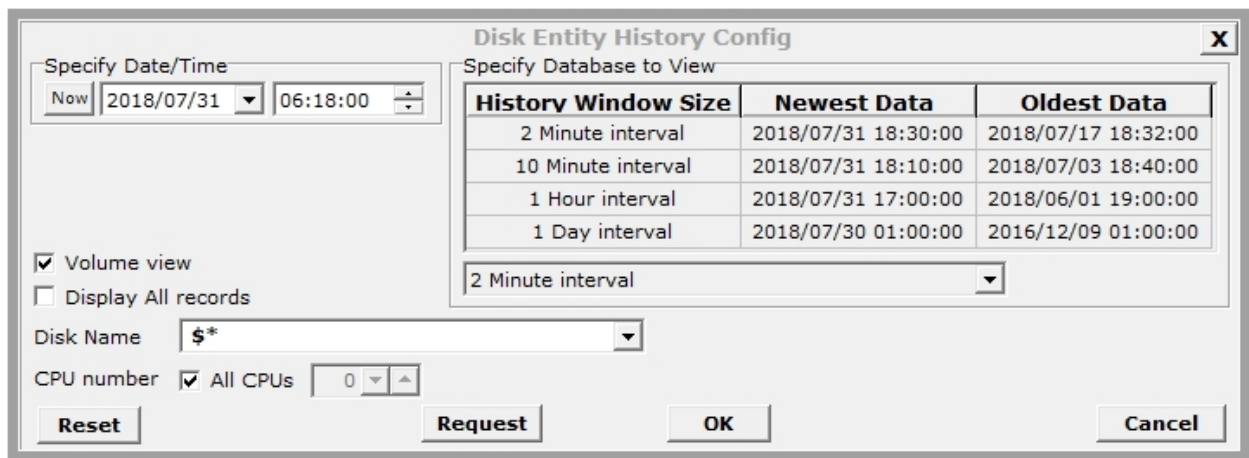 Disk Entity History Config
X
Specify Date/Time
Now 2018/07/31 06:18:00
Specify Database to View
History Window Size Newest Data Oldest Data
2 Minute interval 2018/07/31 18:30:00 2018/07/17 18:32:00
10 Minute interval 2018/07/31 18:10:00 2018/07/03 18:40:00
1 Hour interval 2018/07/31 17:00:00 2018/06/01 19:00:00
1 Day interval 2018/07/30 01:00:00 2016/12/09 01:00:00
2 Minute interval
Volume view
Display All records
Disk Name $*
CPU number All CPUs 0
Reset Request OK Cancel